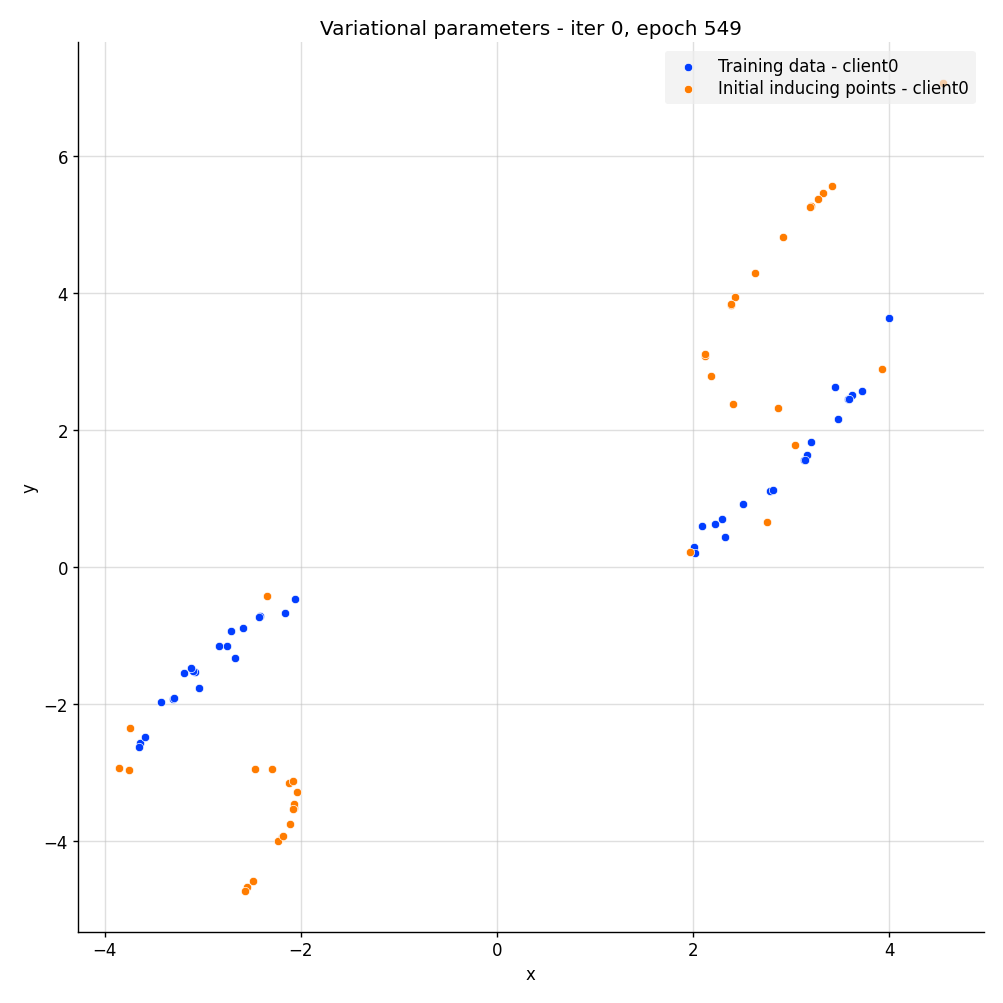 Variational parameters - iter 0, epoch 549
Training data - client0
Initial inducing points - client0
6
4
2
0
−2
−4
y
−4
−2
0
2
4
x